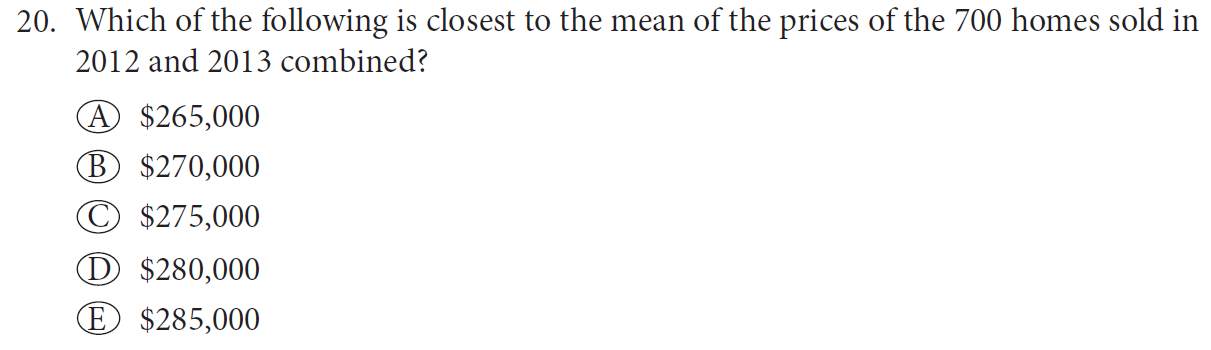 20. Which of the following is closest to the mean of the prices of the 700 homes sold in
2012 and 2013 combined?
A $265,000
B $270,000
C $275,000
D $280,000
E $285,000